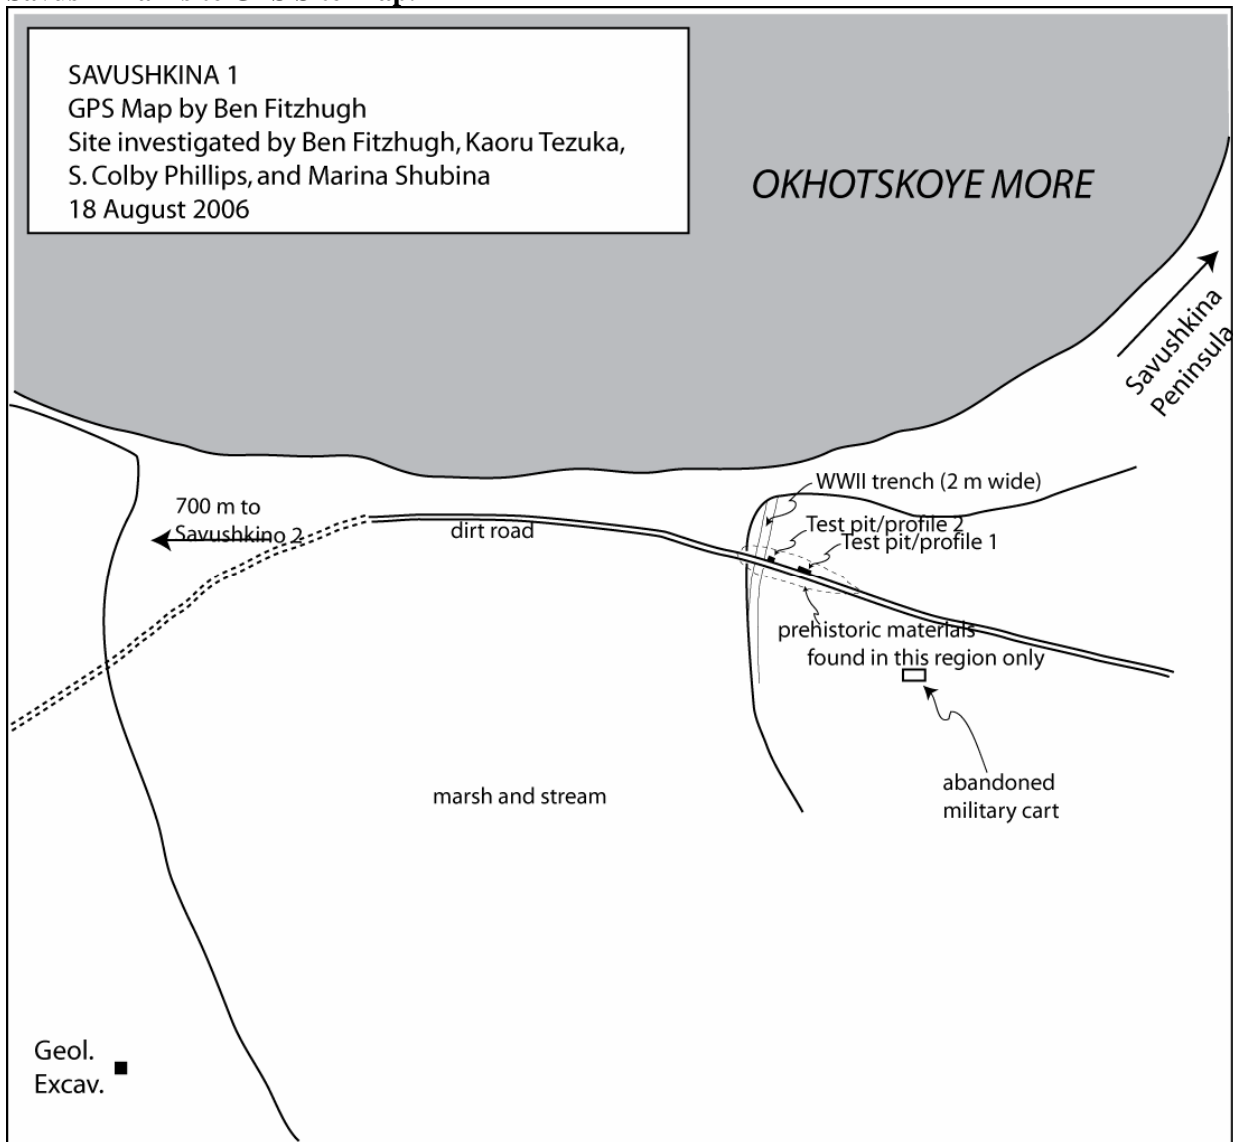 SAVUSHKINA 1
GPS Map by Ben Fitzhugh
Site investigated by Ben Fitzhugh, Kaoru Tezuka,
S. Colby Phillips, and Marina Shubina
18 August 2006
OKHOTSKOYE MORE
Savushkina
Peninsula
WWII trench (2 m wide)
700 m to
Savushkino 2
dirt road
Test pit/profile 2
Test pit/profile 1
prehistoric materials
found in this region only
abandoned
military cart
marsh and stream
Geol.
Excav.